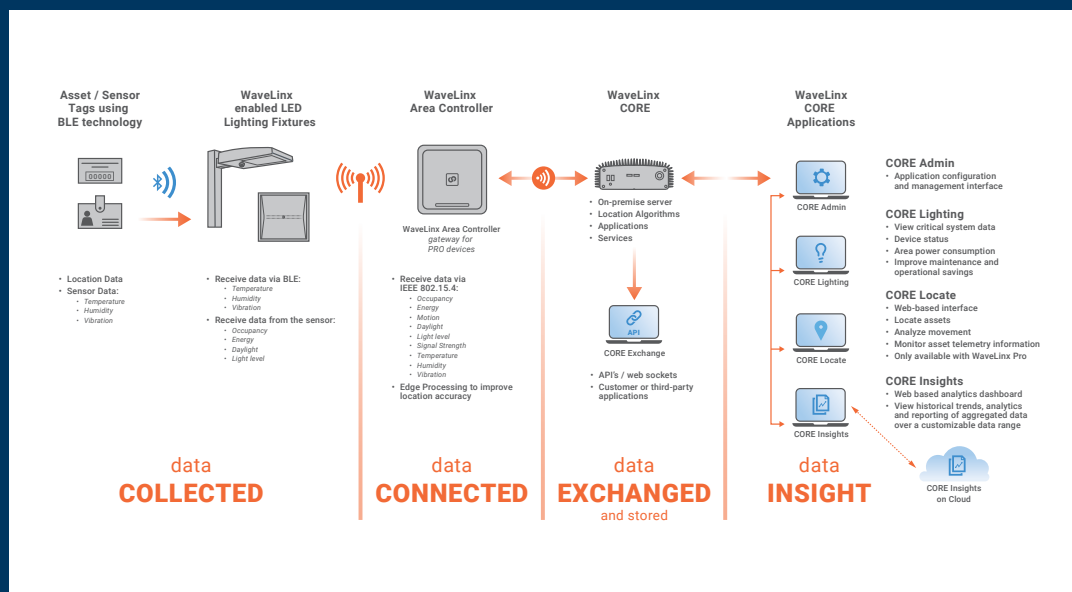 Asset / Sensor
Tags using
BLE technology
WaveLinx
enabled LED
Lighting Fixtures
WaveLinx
Area Controller
WaveLinx
CORE
WaveLinx
CORE
Applications
00000
WaveLinx Area Controller
gateway for
PRO devices
• On-premise server
• Location Algorithms
• Applications
• Services
API
CORE Exchange
• API's / web sockets
• Customer or third-party
applications
• Location Data
• Sensor Data:
• Temperature
• Humidity
• Vibration
• Receive data via BLE:
• Temperature
• Humidity
• Vibration
• Receive data from the sensor:
• Occupancy
• Energy
• Daylight
• Light level
• Receive data via
IEEE 802.15.4:
• Occupancy
• Energy
• Motion
• Daylight
• Light level
• Signal Strength
• Temperature
• Humidity
• Vibration
• Edge Processing to improve
location accuracy
CORE Admin
CORE Lighting
CORE Locate
CORE Insights
CORE Admin
• Application configuration
and management interface
CORE Lighting
• View critical system data
• Device status
• Area power consumption
• Improve maintenance and
operational savings
CORE Locate
• Web-based interface
• Locate assets
• Analyze movement
• Monitor asset telemetry information
• Only available with WaveLinx Pro
CORE Insights
• Web based analytics dashboard
• View historical trends, analytics
and reporting of aggregated data
over a customizable data range
CORE Insights
on Cloud
data
COLLECTED
data
CONNECTED
data
EXCHANGED
and stored
data
INSIGHT